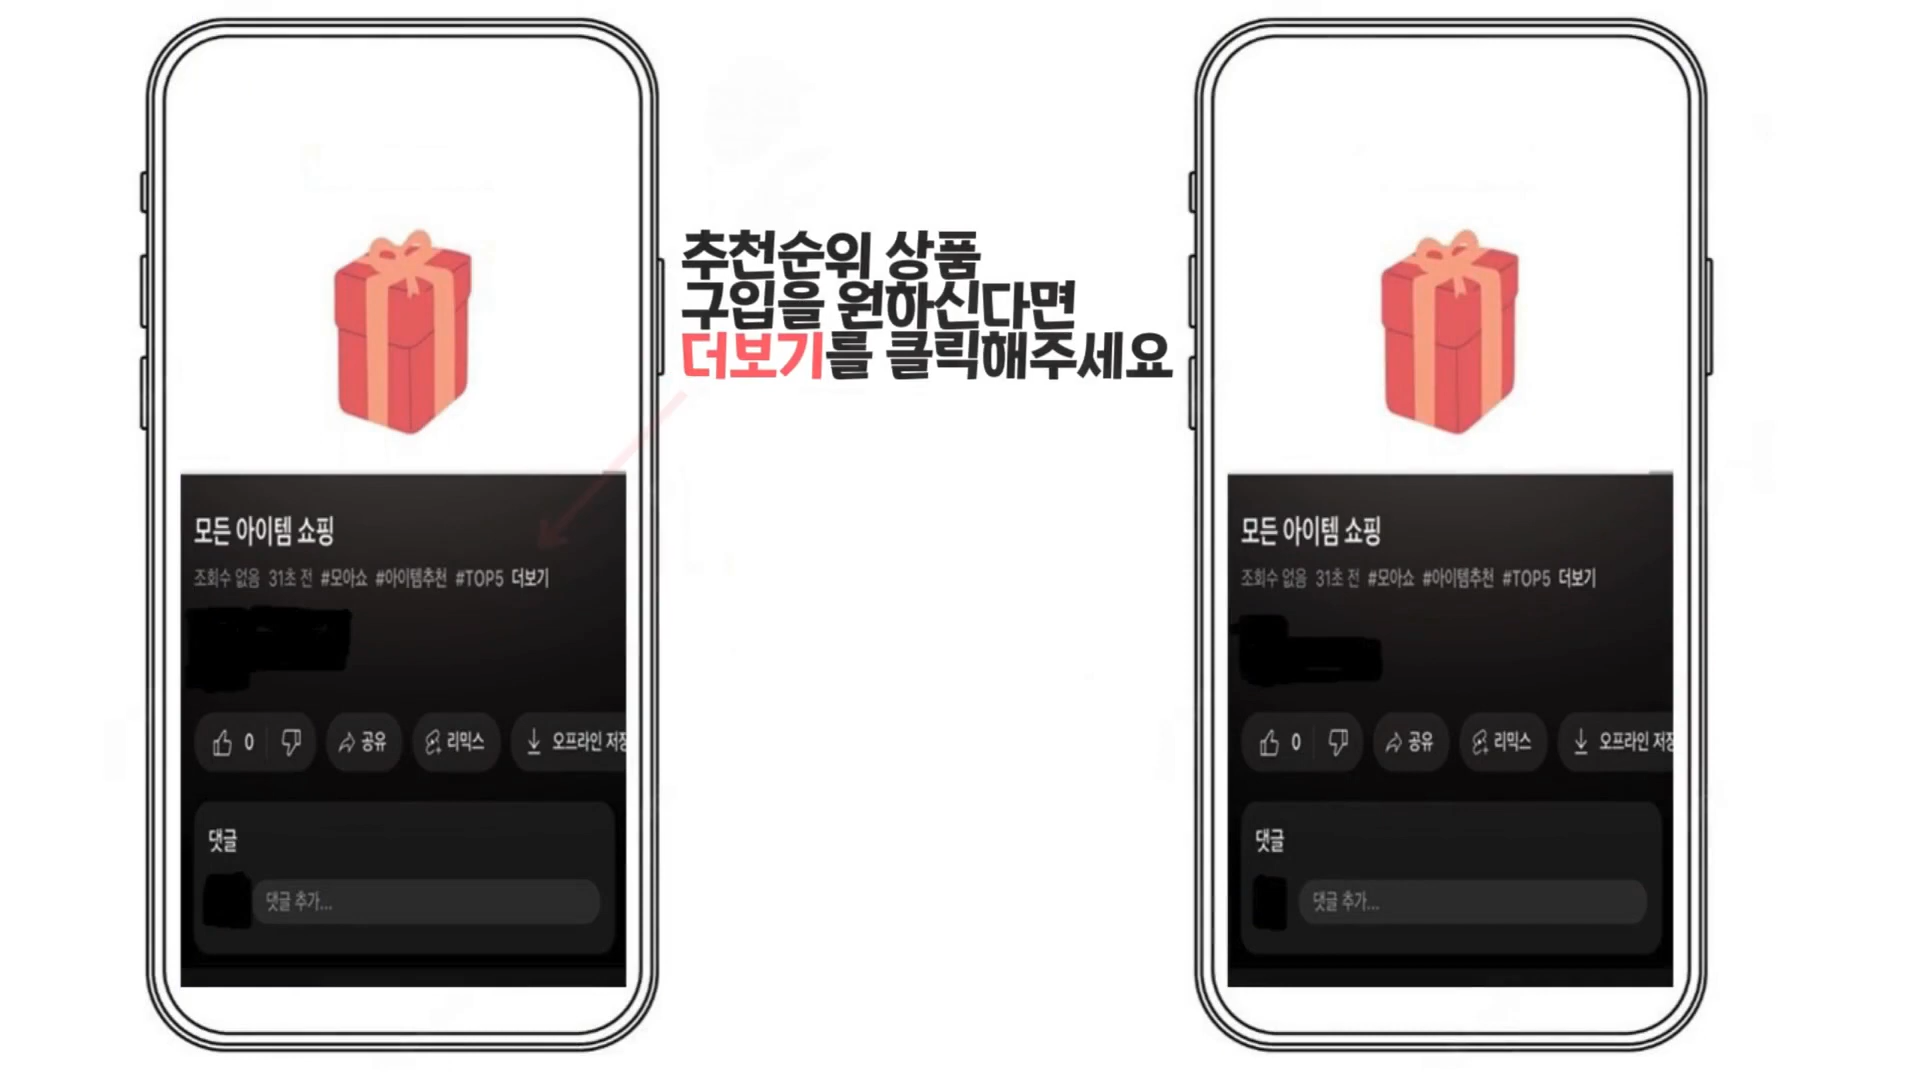 추천순위 상품
구입을 원하신다면
더보기를 클릭해주세요
모든 아이템 쇼핑
조회수 없음 31초 전 #모아쇼 #아이템추천 #TOP5 더보기
0 공유 리믹스 오프라인 저장
댓글
댓글 추가...
모든 아이템 쇼핑
조회수 없음 31초 전 #모아쇼 #아이템추천 #TOP5 더보기
0 공유 리믹스 오프라인 저장
댓글
댓글 추가...